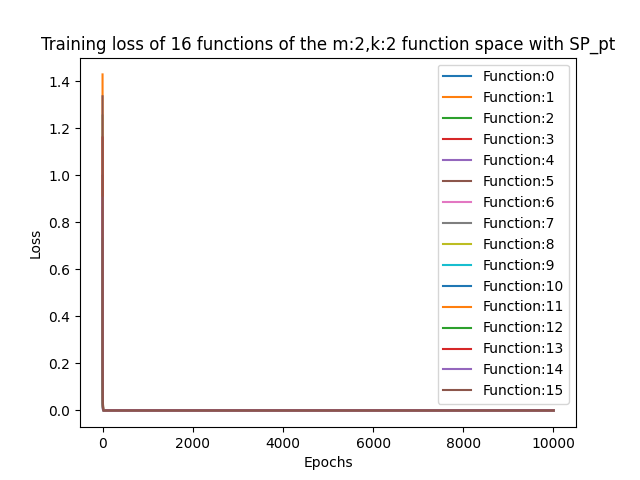 Training loss of 16 functions of the m:2,k:2 function space with SP_pt
1.4
1.2
1.0
0.8
0.6
0.4
0.2
0.0
Loss
0
2000
4000
6000
8000
10000
Epochs
Function:0
Function:1
Function:2
Function:3
Function:4
Function:5
Function:6
Function:7
Function:8
Function:9
Function:10
Function:11
Function:12
Function:13
Function:14
Function:15